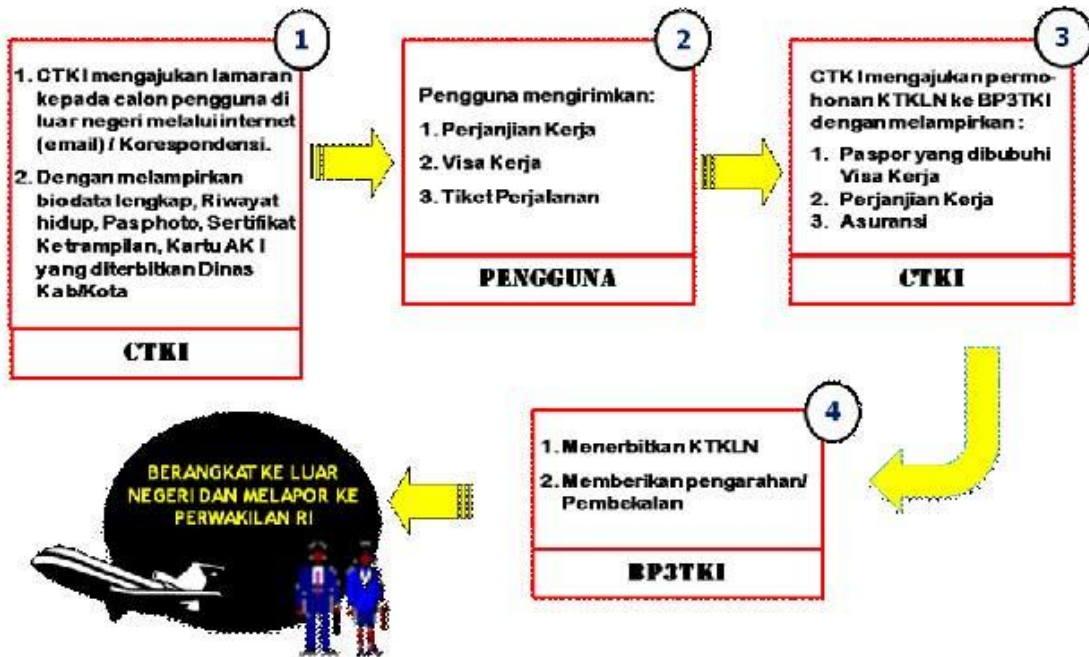 1
1. CTKI mengajukan lamaran
kepada calon pengguna di
luar negeri melalui internet
(email) / Korespondensi.
2. Dengan melampirkan
biodata lengkap, Riwayat
hidup, Pasphoto, Sertifikat
Ketrampilan, Kartu AK I
yang diterbitkan Dinas
Kab/Kota
CTKI
2
Pengguna mengirimkan:
1. Perjanjian Kerja
2. Visa Kerja
3. Tiket Perjalanan
PENGGUNA
3
CTKI mengajukan permo-
honan KTKLN ke BP3TKI
dengan melampirkan :
1. Paspor yang dibubuhi
Visa Kerja
2. Perjanjian Kerja
3. Asuransi
CTKI
4
1. Menerbitkan KTKLN
2. Memberikan pengarahan/
Pembekalan
BP3TKI
BERANGKAT KE LUAR
NEGERI DAN MELAPOR KE
PERWAKILAN RI